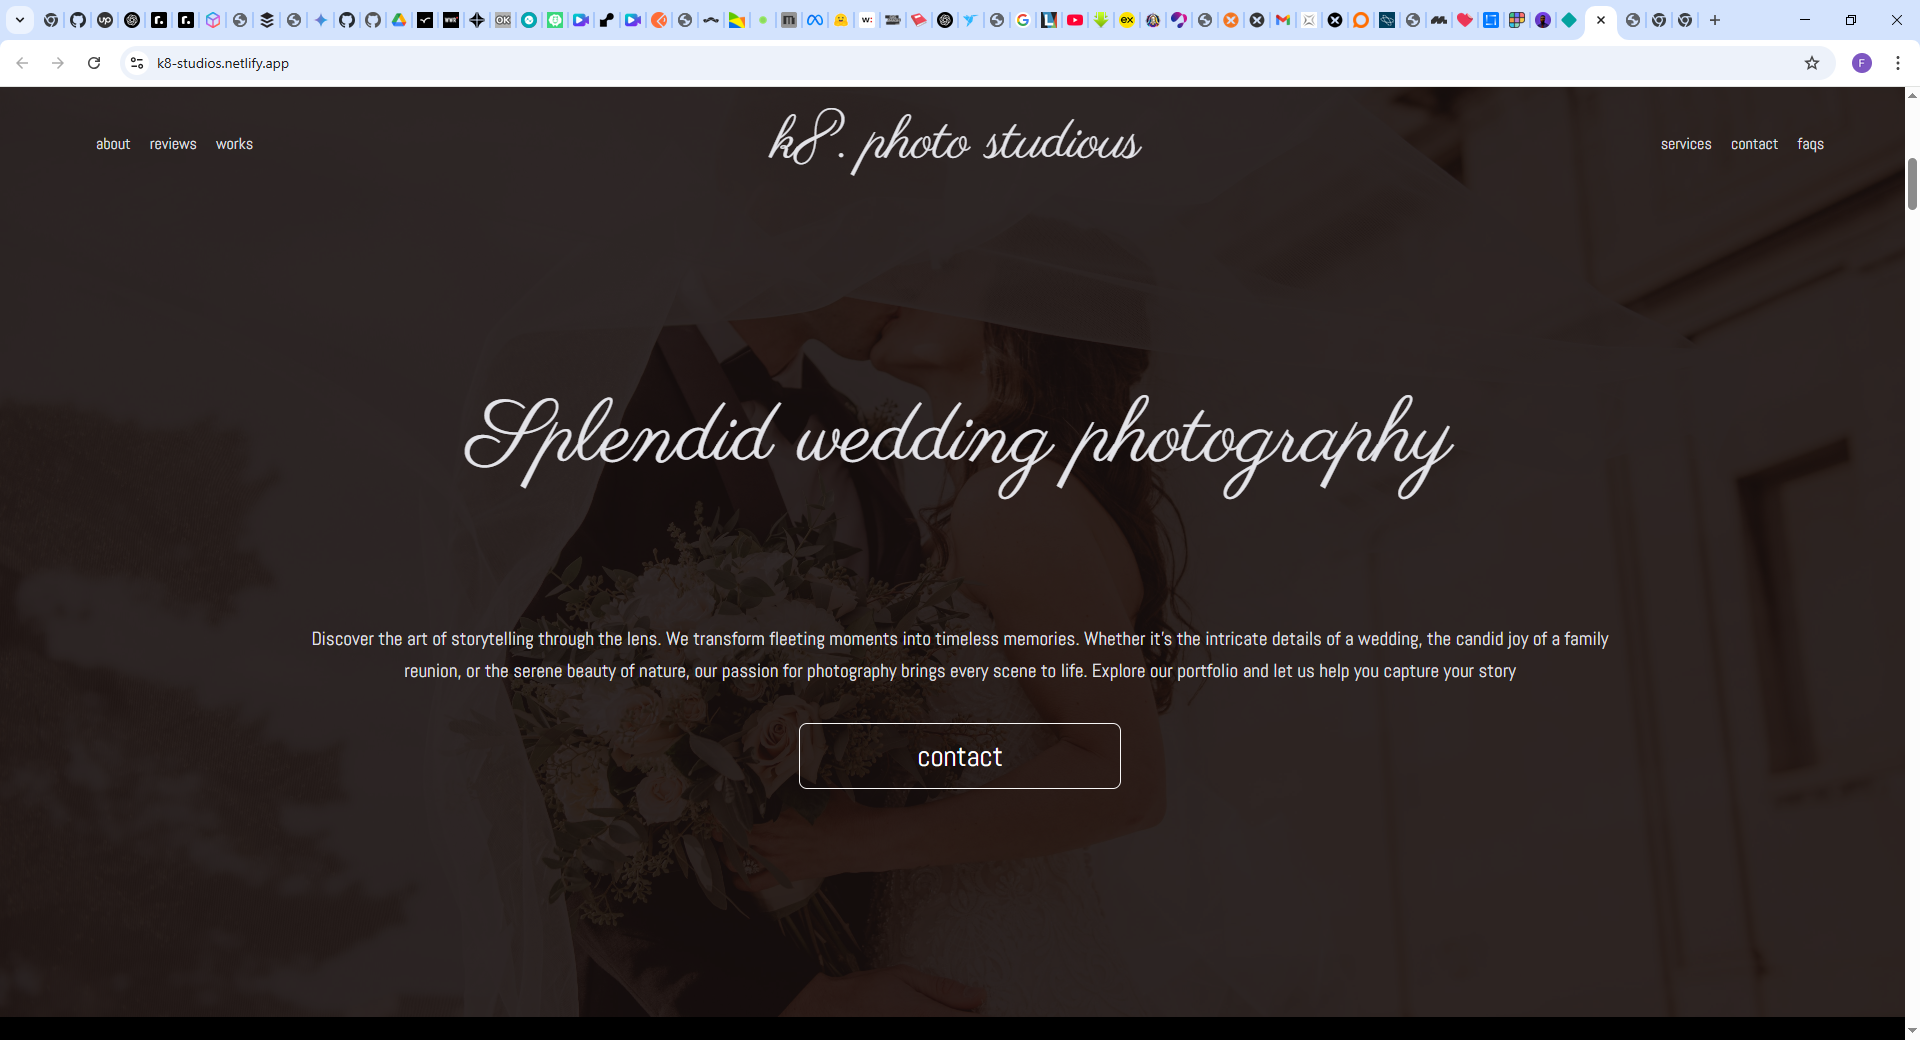 k8-studios.netlify.app
F
about reviews works
k8. photo studious
services contact faqs
Splendid wedding photography
Discover the art of storytelling through the lens. We transform fleeting moments into timeless memories. Whether it's the intricate details of a wedding, the candid joy of a family
reunion, or the serene beauty of nature, our passion for photography brings every scene to life. Explore our portfolio and let us help you capture your story
contact